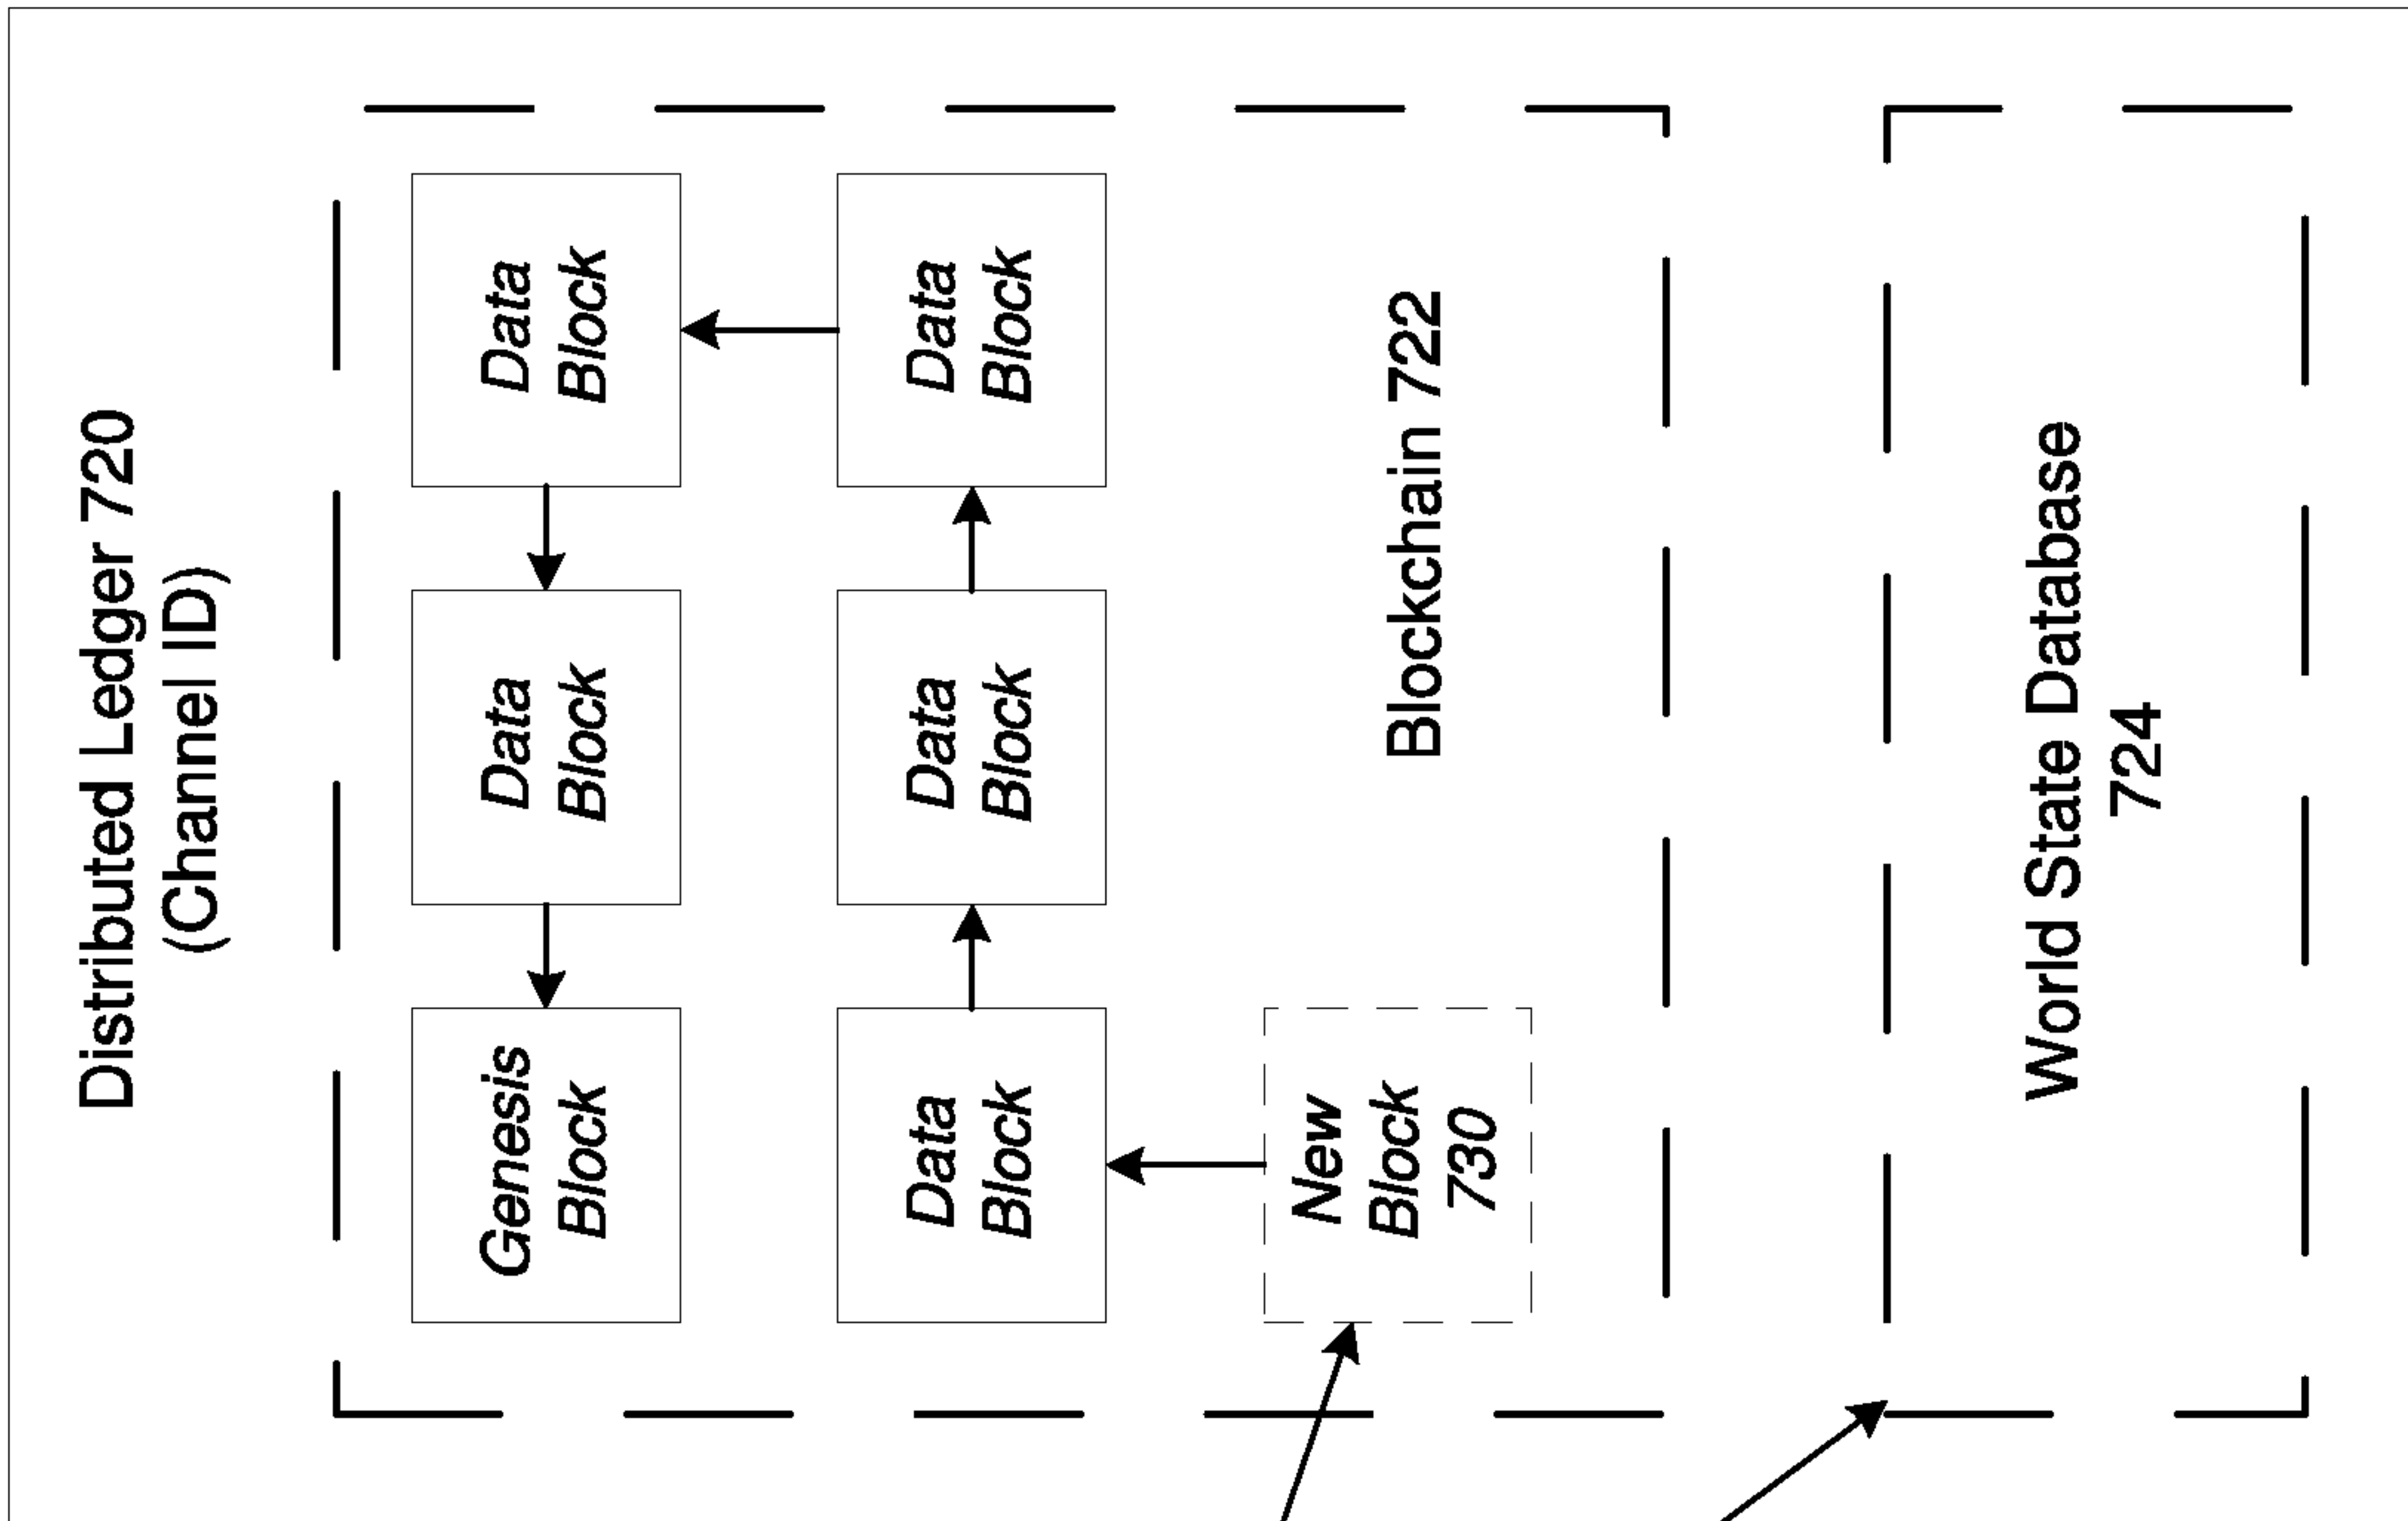 Distributed Ledger 720
(Channel ID)
Genesis
Block
Data
Block
Data
Block
Data
Block
Data
Block
Data
Block
New
Block
730
Blockchain 722
World State Database
724